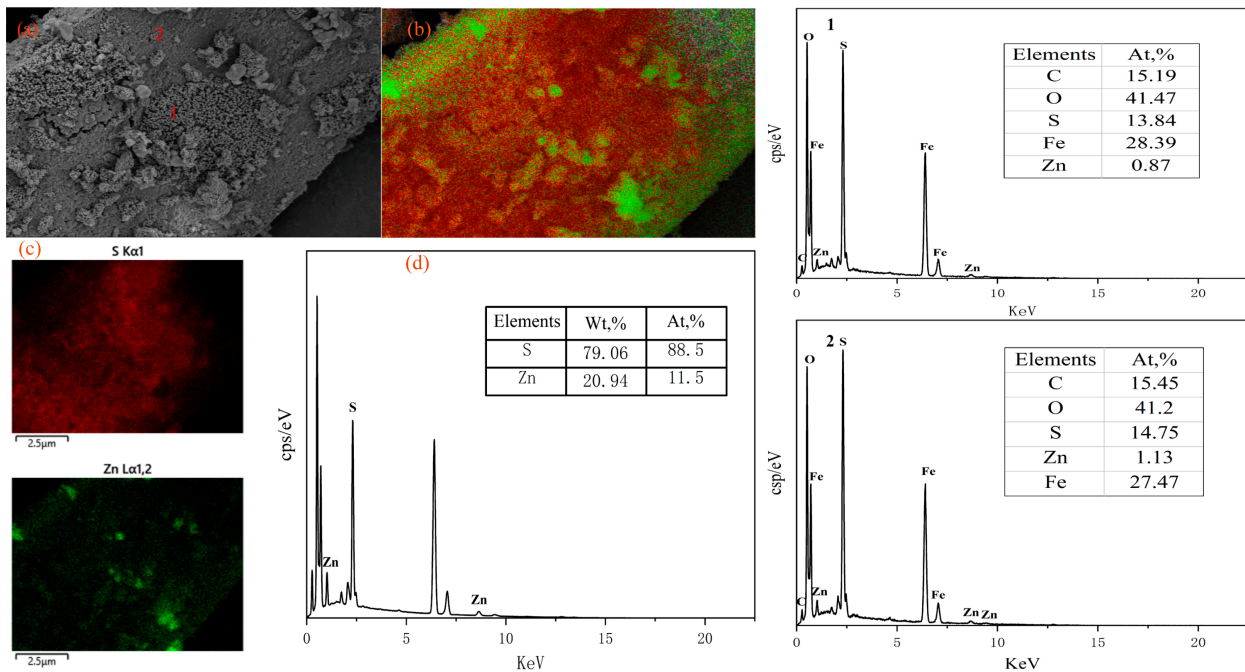 (a)
2
1
(b)
(c)
S Kα1
2.5μm
Zn Lα1,2
2.5μm
(d)
cps/eV
S
Zn
Zn
Elements Wt,% At,%
S 79.06 88.5
Zn 20.94 11.5
0 5 10 15 20
KeV
1
cps/eV
O
S
Fe
Fe
C
Zn
Fe
Zn
Elements At,%
C 15.19
O 41.47
S 13.84
Fe 28.39
Zn 0.87
0 5 10 15 20
KeV
2
csp/eV
O
S
Fe
Fe
C
Zn
Fe
Zn Zn
Elements At,%
C 15.45
O 41.2
S 14.75
Zn 1.13
Fe 27.47
0 5 10 15 20
KeV